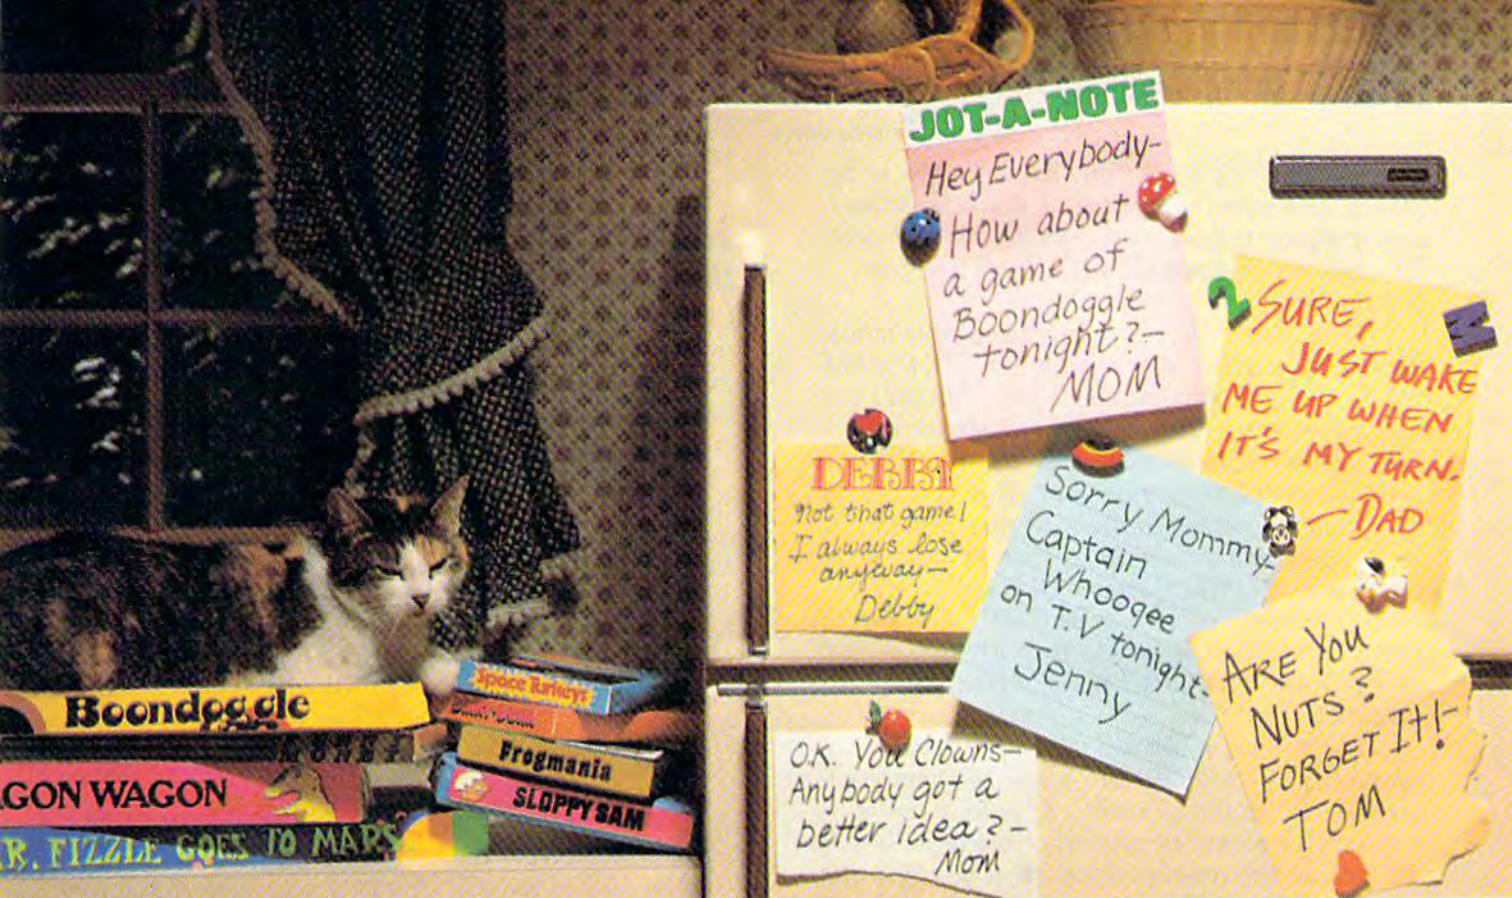 JOT-A-NOTE
Hey Everybody-
How about
a game of
Boondoggle
tonight?-
MOM
2
M
SURE,
JUST WAKE
ME UP WHEN
IT'S MY TURN.
-DAD
DEBBY
Not that game!
I always lose
anyway-
Debby
Sorry Mommy-
Captain
Whooqee
on T.V tonight-
Jenny
ARE YOU
NUTS?
FORGET IT!-
TOM
O.K. You Clowns-
Anybody got a
better idea?-
Mom
Boondoggle
GON WAGON
R. FIZZLE GOES TO MARS
Space Turkeys
Frogmania
SLOPPY SAM